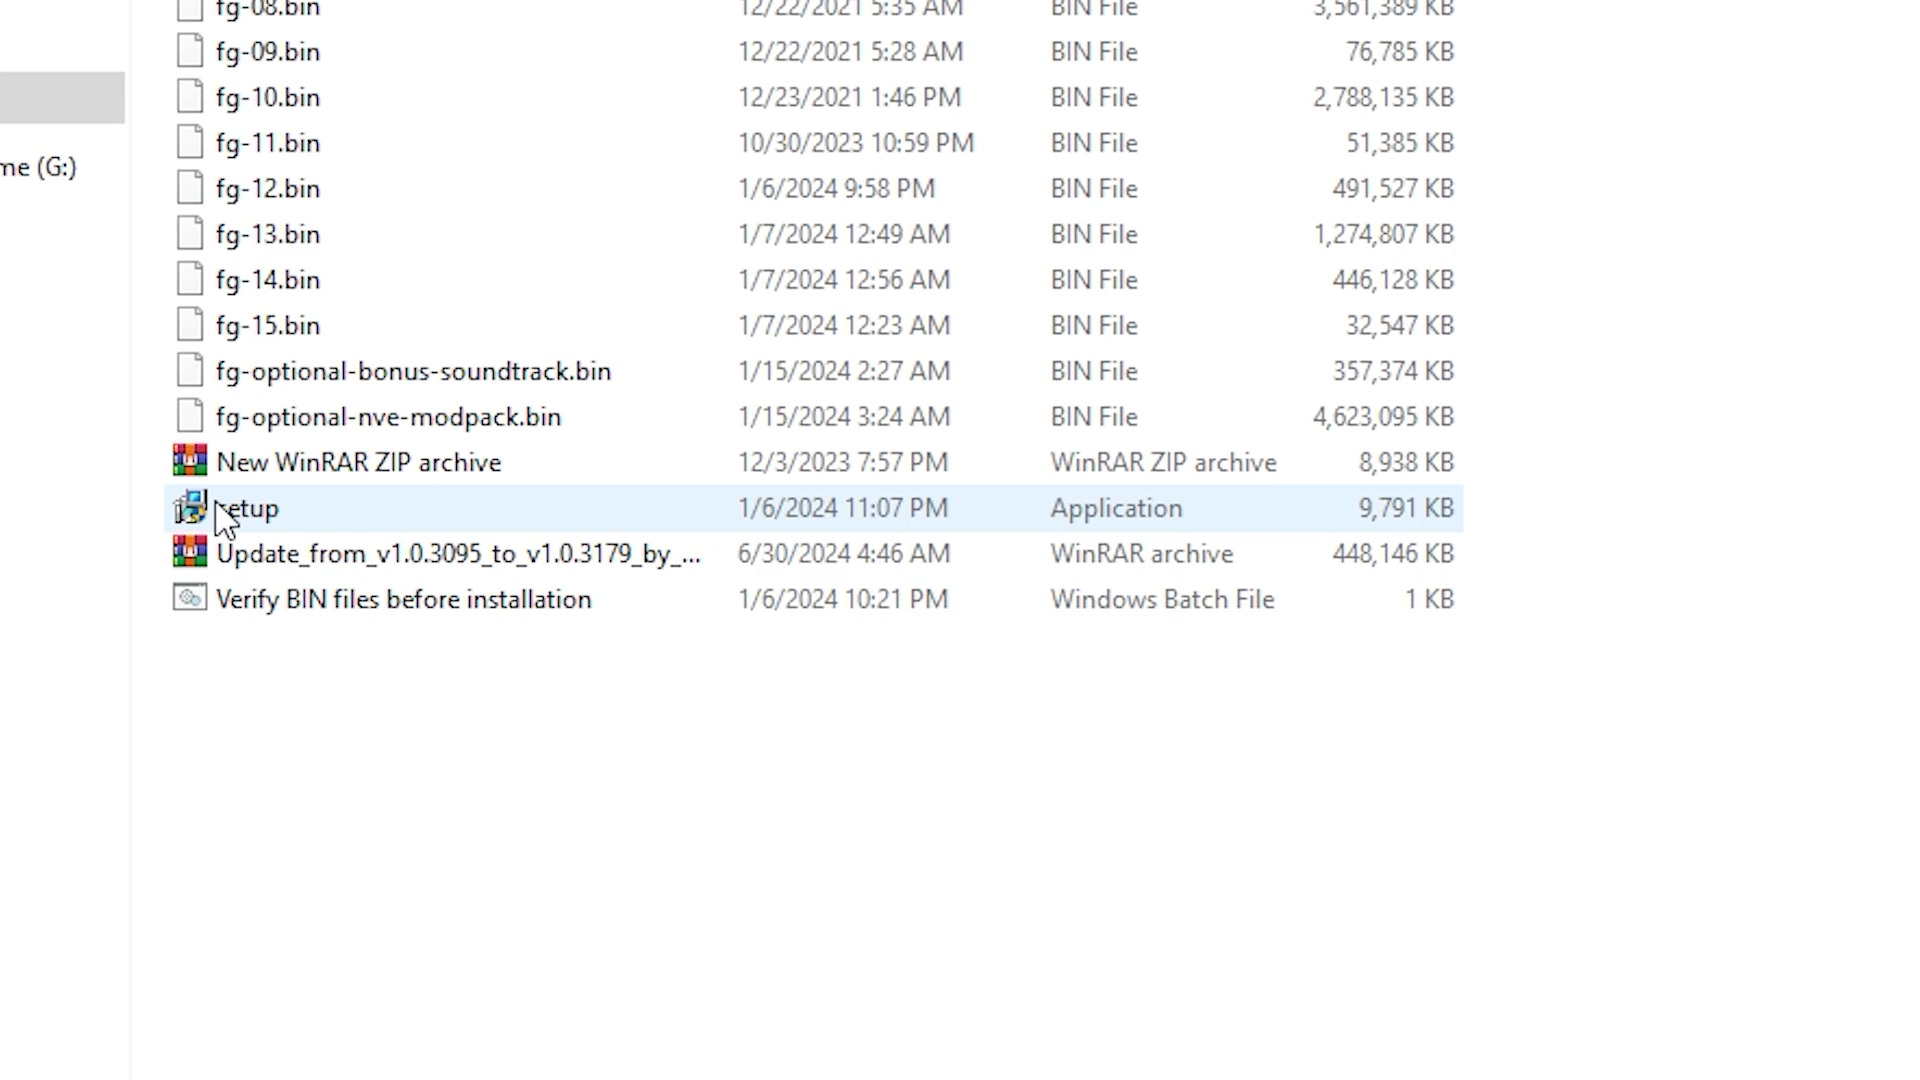 fg-08.bin 12/22/2021 5:35 AM BIN File 3,561,389 KB
fg-09.bin 12/22/2021 5:28 AM BIN File 76,785 KB
fg-10.bin 12/23/2021 1:46 PM BIN File 2,788,135 KB
fg-11.bin 10/30/2023 10:59 PM BIN File 51,385 KB
me (G:)
fg-12.bin 1/6/2024 9:58 PM BIN File 491,527 KB
fg-13.bin 1/7/2024 12:49 AM BIN File 1,274,807 KB
fg-14.bin 1/7/2024 12:56 AM BIN File 446,128 KB
fg-15.bin 1/7/2024 12:23 AM BIN File 32,547 KB
fg-optional-bonus-soundtrack.bin 1/15/2024 2:27 AM BIN File 357,374 KB
fg-optional-nve-modpack.bin 1/15/2024 3:24 AM BIN File 4,623,095 KB
New WinRAR ZIP archive 12/3/2023 7:57 PM WinRAR ZIP archive 8,938 KB
setup 1/6/2024 11:07 PM Application 9,791 KB
Update_from_v1.0.3095_to_v1.0.3179_by_... 6/30/2024 4:46 AM WinRAR archive 448,146 KB
Verify BIN files before installation 1/6/2024 10:21 PM Windows Batch File 1 KB